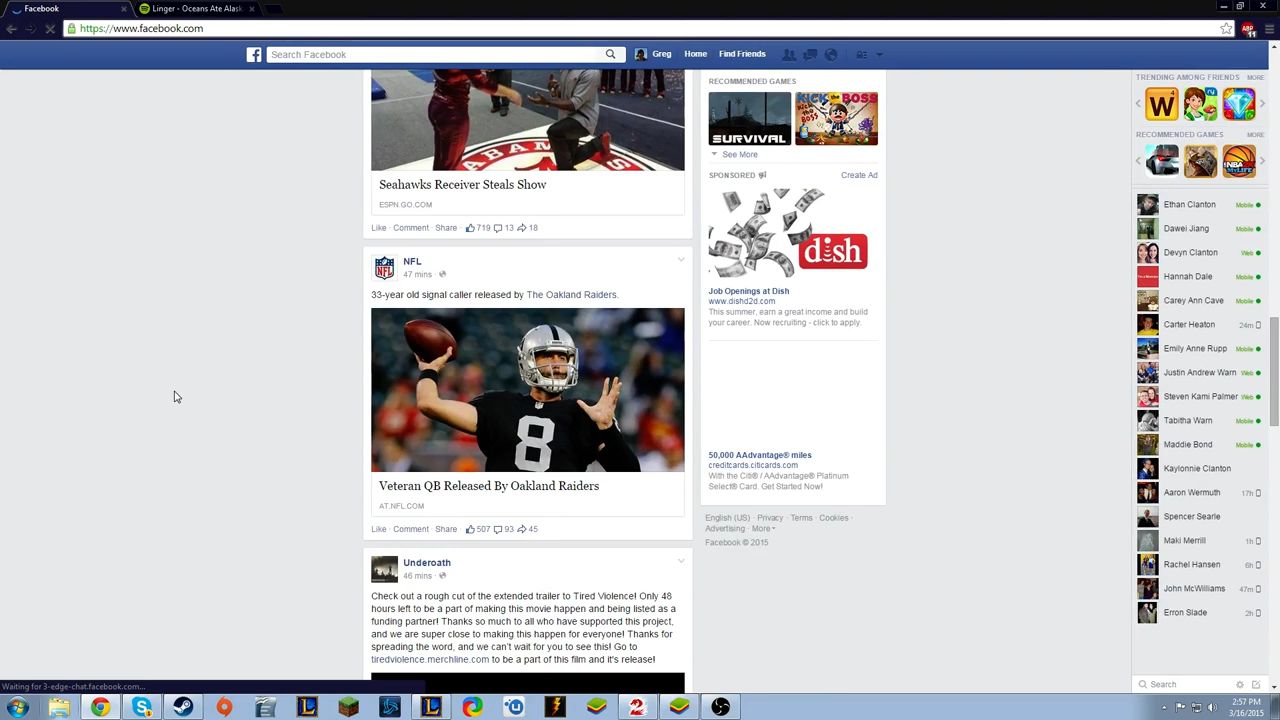 Facebook
Linger - Oceans Ate Alask
https://www.facebook.com
Search Facebook
Greg
Home
Find Friends
Seahawks Receiver Steals Show
ESPN.GO.COM
Like · Comment · Share · 719 13 18
NFL
47 mins ·
33-year old signal caller released by The Oakland Raiders.
8
Veteran QB Released By Oakland Raiders
AT.NFL.COM
Like · Comment · Share · 507 93 45
Underoath
46 mins ·
Check out a rough cut of the extended trailer to Tired Violence! Only 48
hours left to be a part of making this movie happen and being listed as a
funding partner! Thanks so much to all who have supported this project,
and we are super close to making this happen for everyone! Thanks for
spreading the word, and we can't wait for you to see this! Go to
tiredviolence.merchline.com to be a part of this film and it's release!
RECOMMENDED GAMES
SURVIVAL
KICK THE BOSS
See More
SPONSORED
Create Ad
dish
Job Openings at Dish
www.dishd2d.com
This summer, earn a great income and build
your career. Now recruiting - click to apply.
50,000 AAdvantage® miles
creditcards.citicards.com
With the Citi® / AAdvantage® Platinum
Select® Card. Get Started Now!
English (US) · Privacy · Terms · Cookies ·
Advertising · More
Facebook © 2015
TRENDING AMONG FRIENDS
MORE
RECOMMENDED GAMES
MORE
Ethan Clanton Mobile
Dawei Jiang Mobile
Devyn Clanton Web
Hannah Dale Mobile
Carey Ann Cave Mobile
Carter Heaton 24m
Emily Anne Rupp Mobile
Justin Andrew Warn Web
Steven Kami Palmer Web
Tabitha Warn Mobile
Maddie Bond Mobile
Kaylonnie Clanton
Aaron Wermuth 17h
Spencer Searle
Maki Merrill 1h
Rachel Hansen 6h
John McWilliams 47m
Erron Slade 2h
Search
Waiting for 3-edge-chat.facebook.com...
2:57 PM
3/16/2015